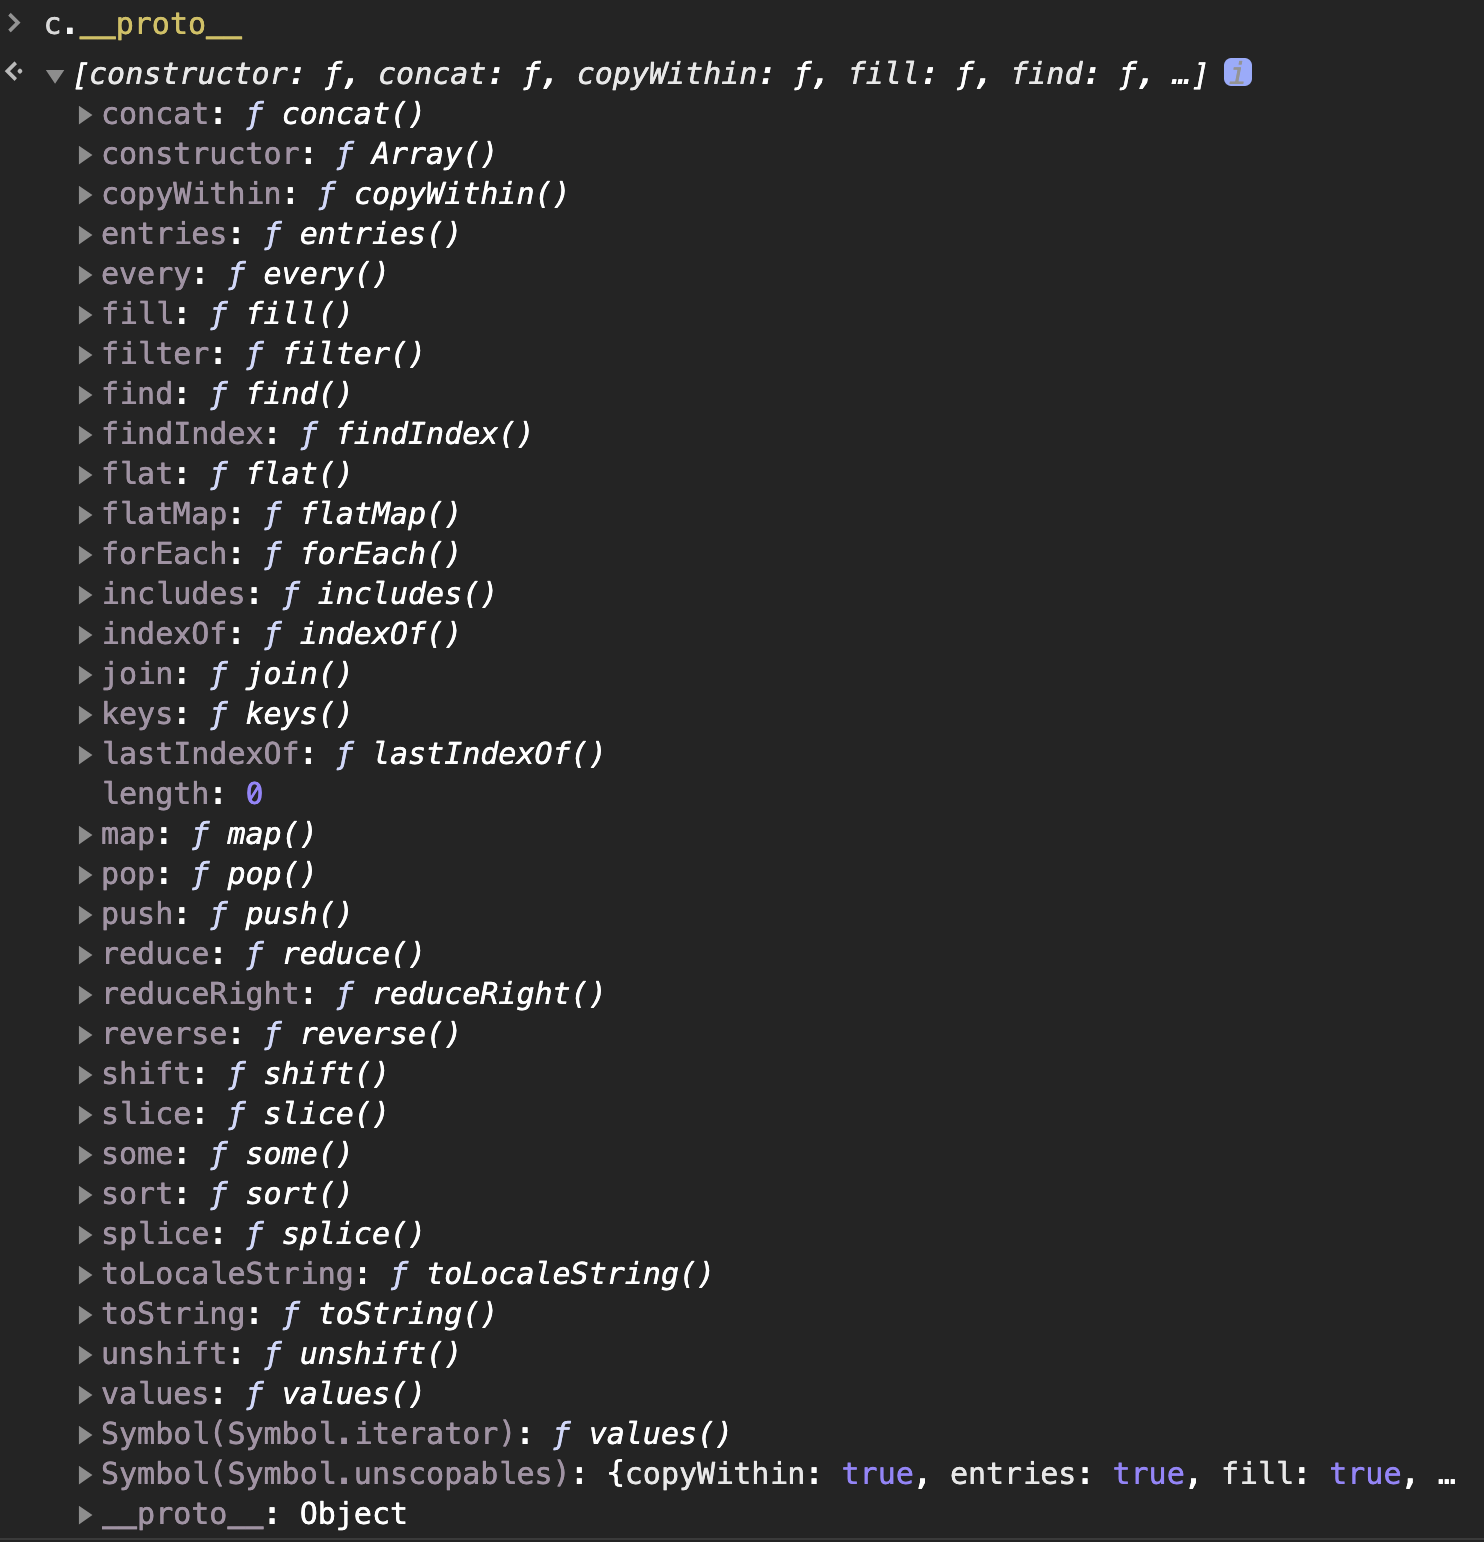 > c.__proto__
<· ▼[constructor: ƒ, concat: ƒ, copyWithin: ƒ, fill: ƒ, find: ƒ, …] i
▶concat: ƒ concat()
▶constructor: ƒ Array()
▶copyWithin: ƒ copyWithin()
▶entries: ƒ entries()
▶every: ƒ every()
▶fill: ƒ fill()
▶filter: ƒ filter()
▶find: ƒ find()
▶findIndex: ƒ findIndex()
▶flat: ƒ flat()
▶flatMap: ƒ flatMap()
▶forEach: ƒ forEach()
▶includes: ƒ includes()
▶indexOf: ƒ indexOf()
▶join: ƒ join()
▶keys: ƒ keys()
▶lastIndexOf: ƒ lastIndexOf()
length: 0
▶map: ƒ map()
▶pop: ƒ pop()
▶push: ƒ push()
▶reduce: ƒ reduce()
▶reduceRight: ƒ reduceRight()
▶reverse: ƒ reverse()
▶shift: ƒ shift()
▶slice: ƒ slice()
▶some: ƒ some()
▶sort: ƒ sort()
▶splice: ƒ splice()
▶toLocaleString: ƒ toLocaleString()
▶toString: ƒ toString()
▶unshift: ƒ unshift()
▶values: ƒ values()
▶Symbol(Symbol.iterator): ƒ values()
▶Symbol(Symbol.unscopables): {copyWithin: true, entries: true, fill: true, …
▶__proto__: Object